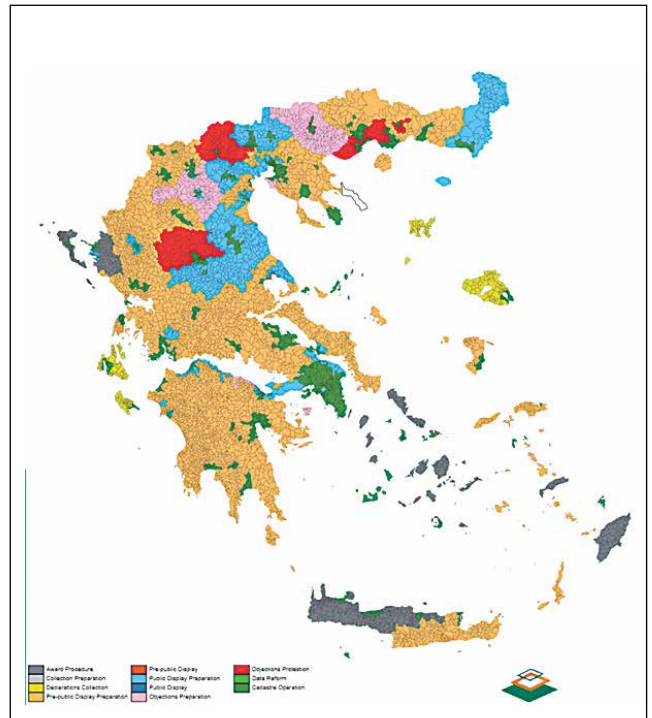 Award Procedure
Collection Preparation
Declarations Collection
Pre-public Display Preparation
Pre-public Display
Public Display Preparation
Public Display
Objections Preparation
Objections Protection
Data Reform
Cadastre Operation